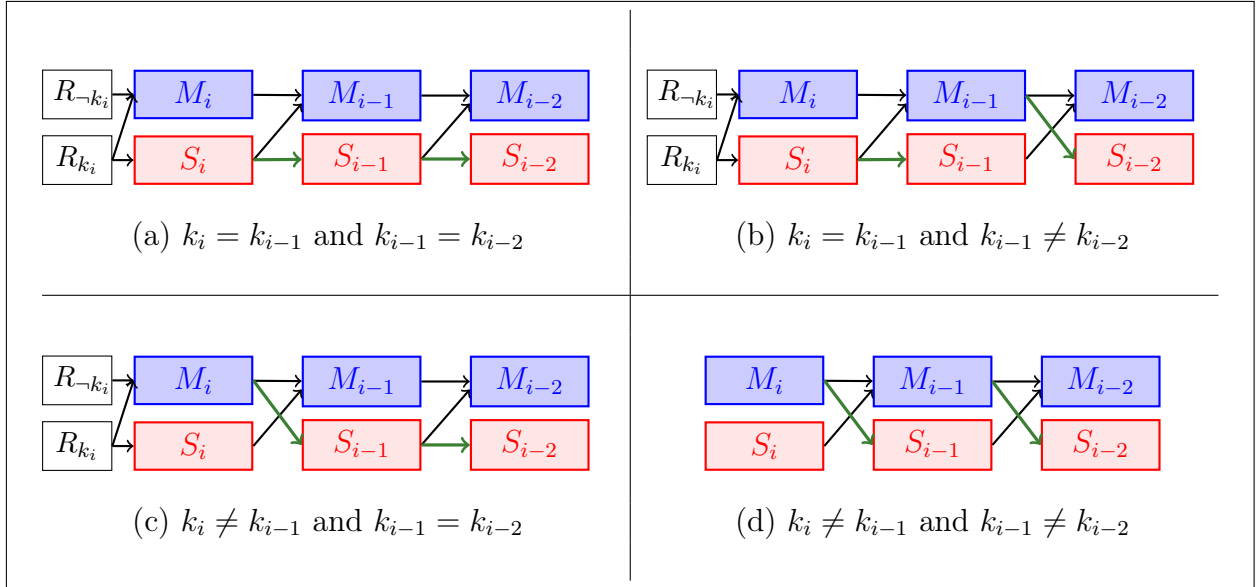 R_{¬k_i} M_i M_{i−1} M_{i−2}
R_{k_i} S_i S_{i−1} S_{i−2}
(a) k_i = k_{i−1} and k_{i−1} = k_{i−2}
R_{¬k_i} M_i M_{i−1} M_{i−2}
R_{k_i} S_i S_{i−1} S_{i−2}
(b) k_i = k_{i−1} and k_{i−1} ≠ k_{i−2}
R_{¬k_i} M_i M_{i−1} M_{i−2}
R_{k_i} S_i S_{i−1} S_{i−2}
(c) k_i ≠ k_{i−1} and k_{i−1} = k_{i−2}
M_i M_{i−1} M_{i−2}
S_i S_{i−1} S_{i−2}
(d) k_i ≠ k_{i−1} and k_{i−1} ≠ k_{i−2}